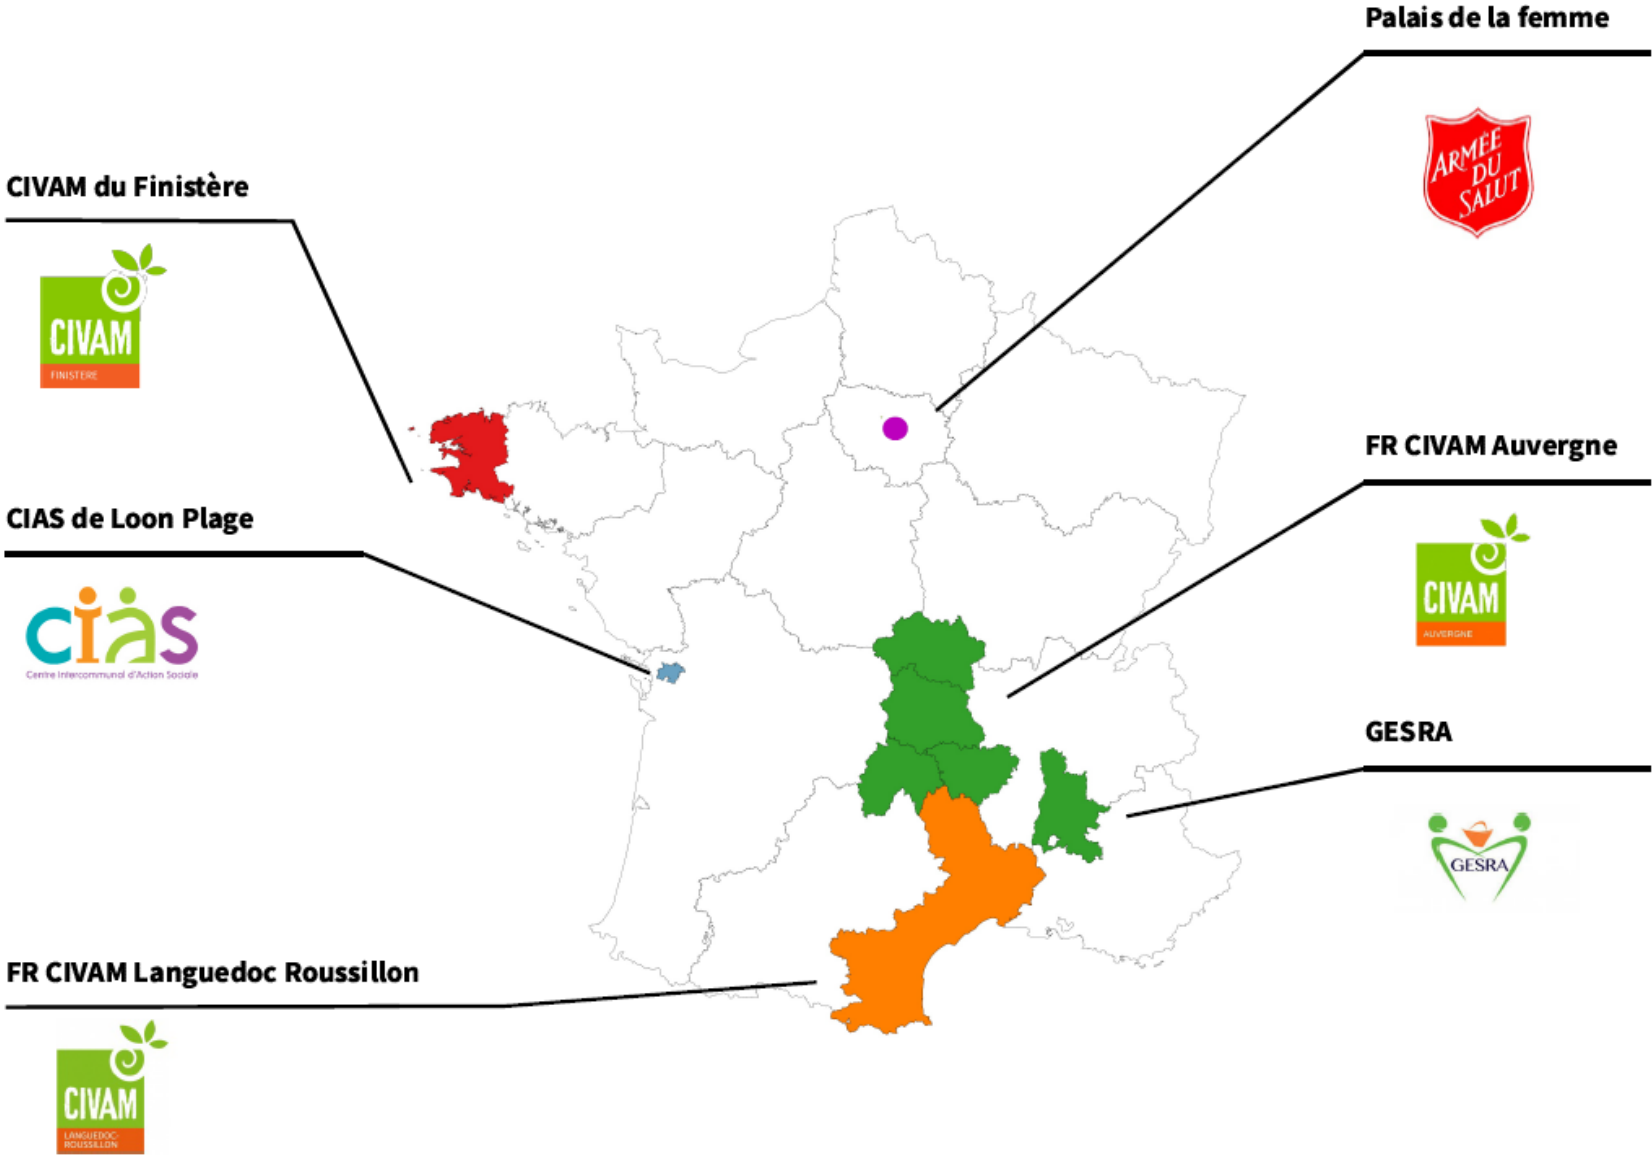 Palais de la femme
ARMÉE
DU
SALUT
CIVAM du Finistère
CIVAM
FINISTERE
FR CIVAM Auvergne
CIVAM
AUVERGNE
CIAS de Loon Plage
cias
Centre Intercommunal d'Action Sociale
GESRA
GESRA
FR CIVAM Languedoc Roussillon
CIVAM
LANGUEDOC-
ROUSSILLON